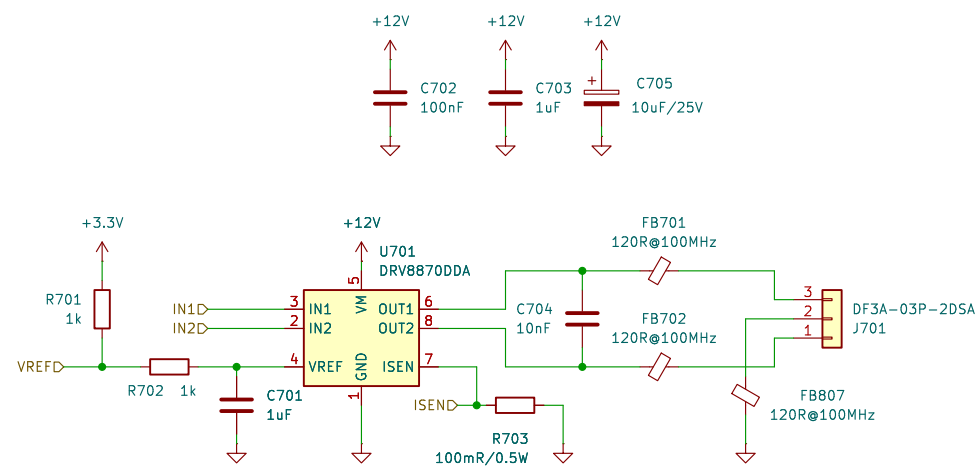 +12V
+12V
+12V
C702
100nF
C703
1uF
+
C705
10uF/25V
+3.3V
+12V
U701
DRV8870DDA
FB701
120R@100MHz
R701
1k
IN1
IN2
VREF
R702 1k
C701
1uF
5
VM
3
IN1
2
IN2
4
VREF
GND
1
OUT1
6
OUT2
8
ISEN
7
ISEN
R703
100mR/0.5W
C704
10nF
FB702
120R@100MHz
3
2
1
DF3A-03P-2DSA
J701
FB807
120R@100MHz